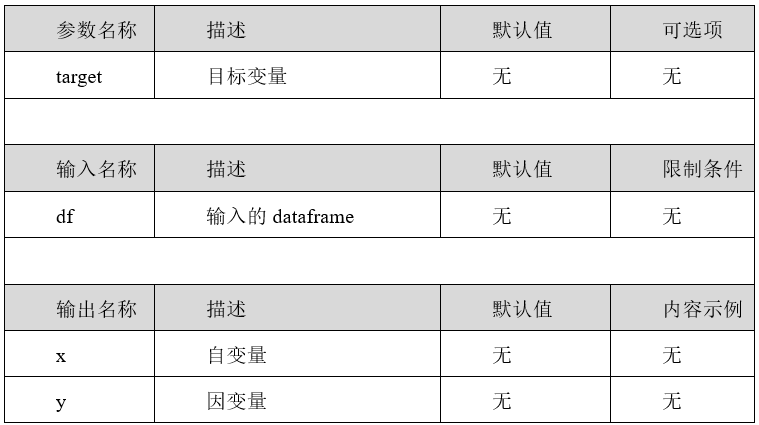 参数名称 描述 默认值 可选项
target 目标变量 无 无
输入名称 描述 默认值 限制条件
df 输入的 dataframe 无 无
输出名称 描述 默认值 内容示例
x 自变量 无 无
y 因变量 无 无